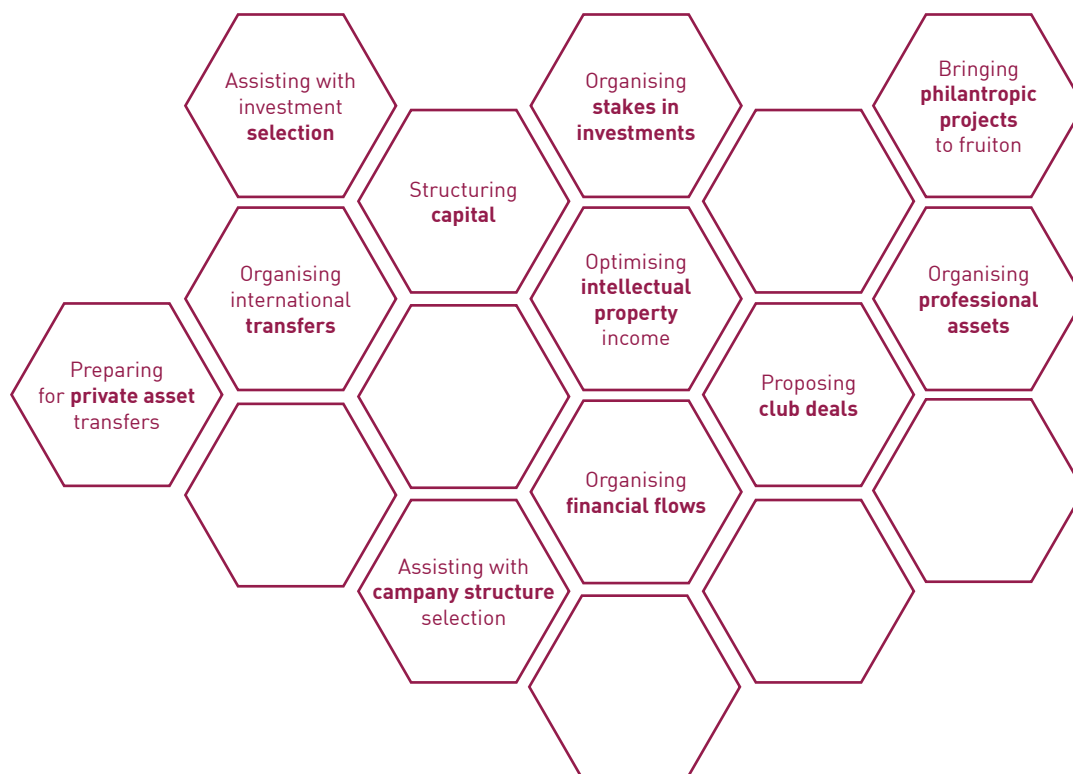 Assisting with
investment
selection
Organising
stakes in
investments
Bringing
philantropic
projects
to fruiton
Structuring
capital
Organising
international
transfers
Optimising
intellectual
property
income
Organising
professional
assets
Preparing
for private asset
transfers
Proposing
club deals
Organising
financial flows
Assisting with
campany structure
selection